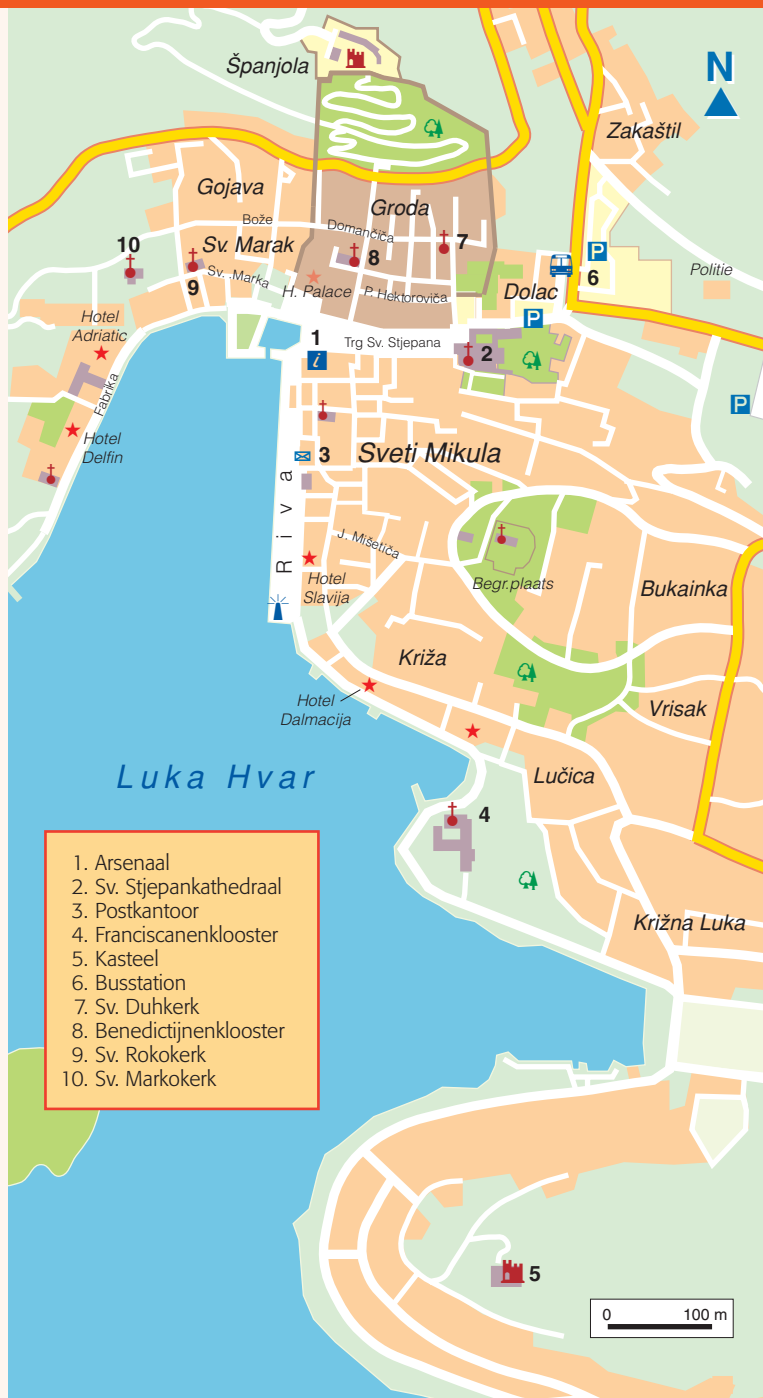 N
Španjola
Zakaštil
Gojava
Groda
Bože
Domančiča
7
10
Sv. Marak
8
Sv. .Marka
9
H. Palace
P. Hektoroviča
Dolac
P
6
Politie
P
Hotel
Adriatic
1
i
Trg Sv. Stjepana
2
P
Fabrika
Hotel
Delfin
3
Sveti Mikula
Riva
J. Mišetiča
Hotel
Slavija
Begr.plaats
Bukainka
Križa
Hotel
Dalmacija
Vrisak
Luka Hvar
Lučica
4
Križna Luka
1. Arsenaal
2. Sv. Stjepankathedraal
3. Postkantoor
4. Franciscanenklooster
5. Kasteel
6. Busstation
7. Sv. Duhkerk
8. Benedictijnenklooster
9. Sv. Rokokerk
10. Sv. Markokerk
5
0 100 m